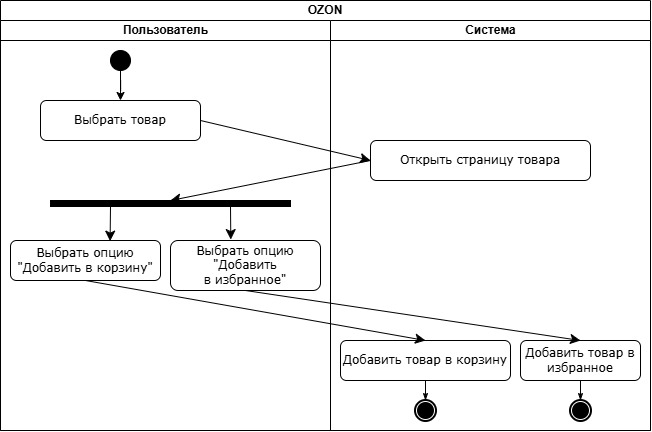 OZON
Пользователь
Система
Выбрать товар
Открыть страницу товара
Выбрать опцию
"Добавить в корзину"
Выбрать опцию
"Добавить
в избранное"
Добавить товар в корзину
Добавить товар в
избранное